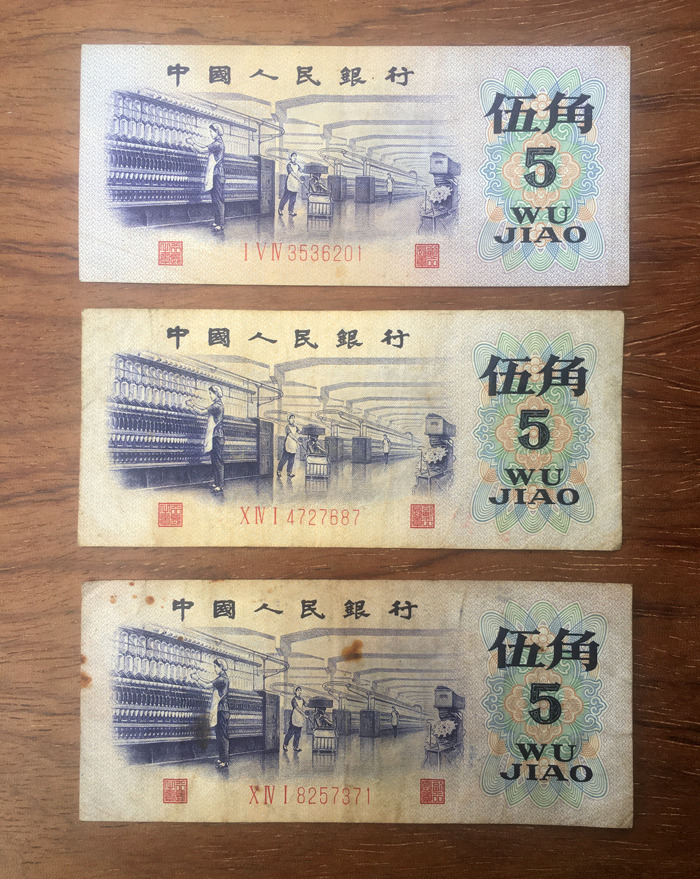 中國人民銀行
伍角
5
WU
JIAO
I V IV 3536201
中國人民銀行
伍角
5
WU
JIAO
X IV I 4727687
中國人民銀行
伍角
5
WU
JIAO
X IV I 8257371